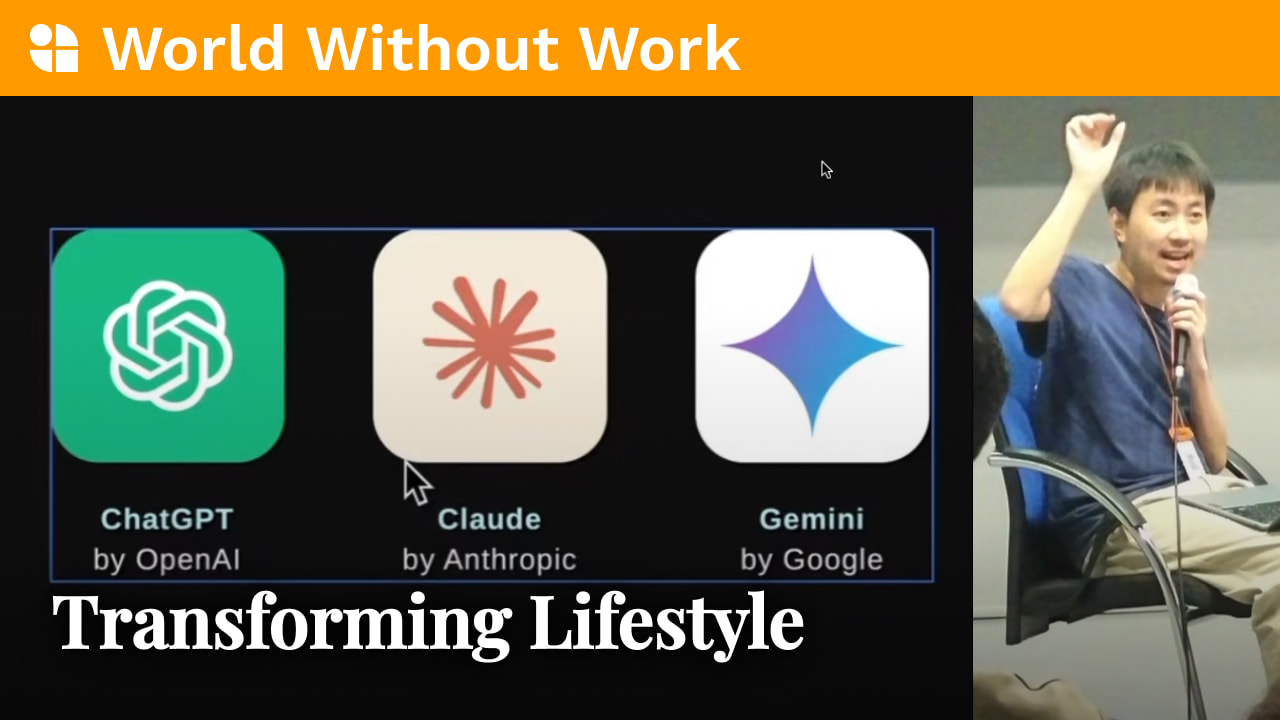 World Without Work
ChatGPT
by OpenAI
Claude
by Anthropic
Gemini
by Google
Transforming Lifestyle